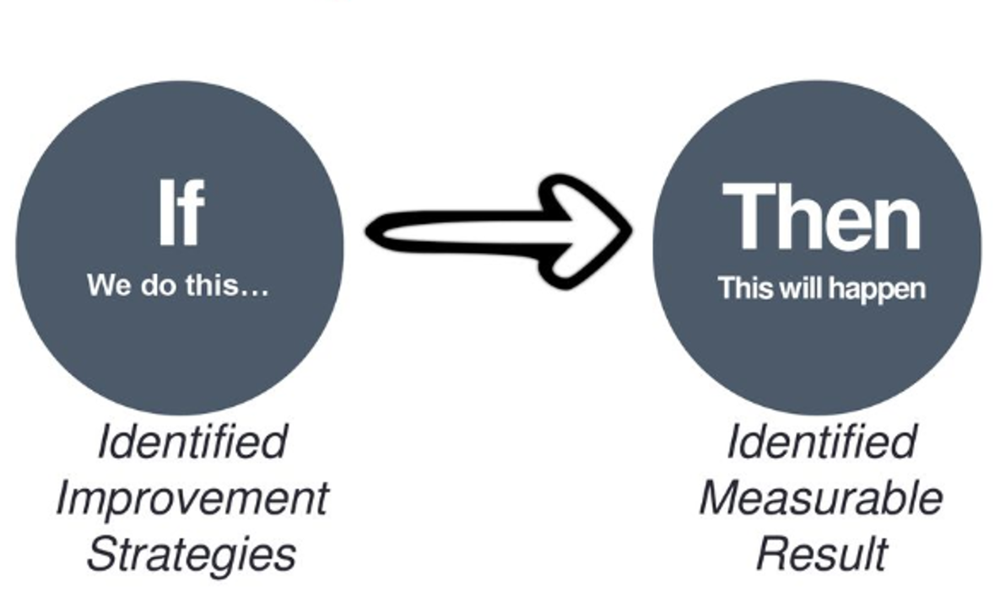 If
We do this…
Identified
Improvement
Strategies
Then
This will happen
Identified
Measurable
Result